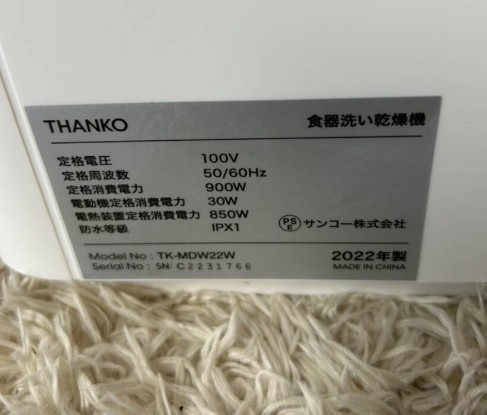 THANKO 食器洗い乾燥機
定格電圧 100V
定格周波数 50/60Hz
定格消費電力 900W
電動機定格消費電力 30W
電熱装置定格消費電力 850W
防水等級 IPX1
PSE サンコー株式会社
Model No : TK-MDW22W 2022年製
Serial No : SN: C2231766 MADE IN CHINA